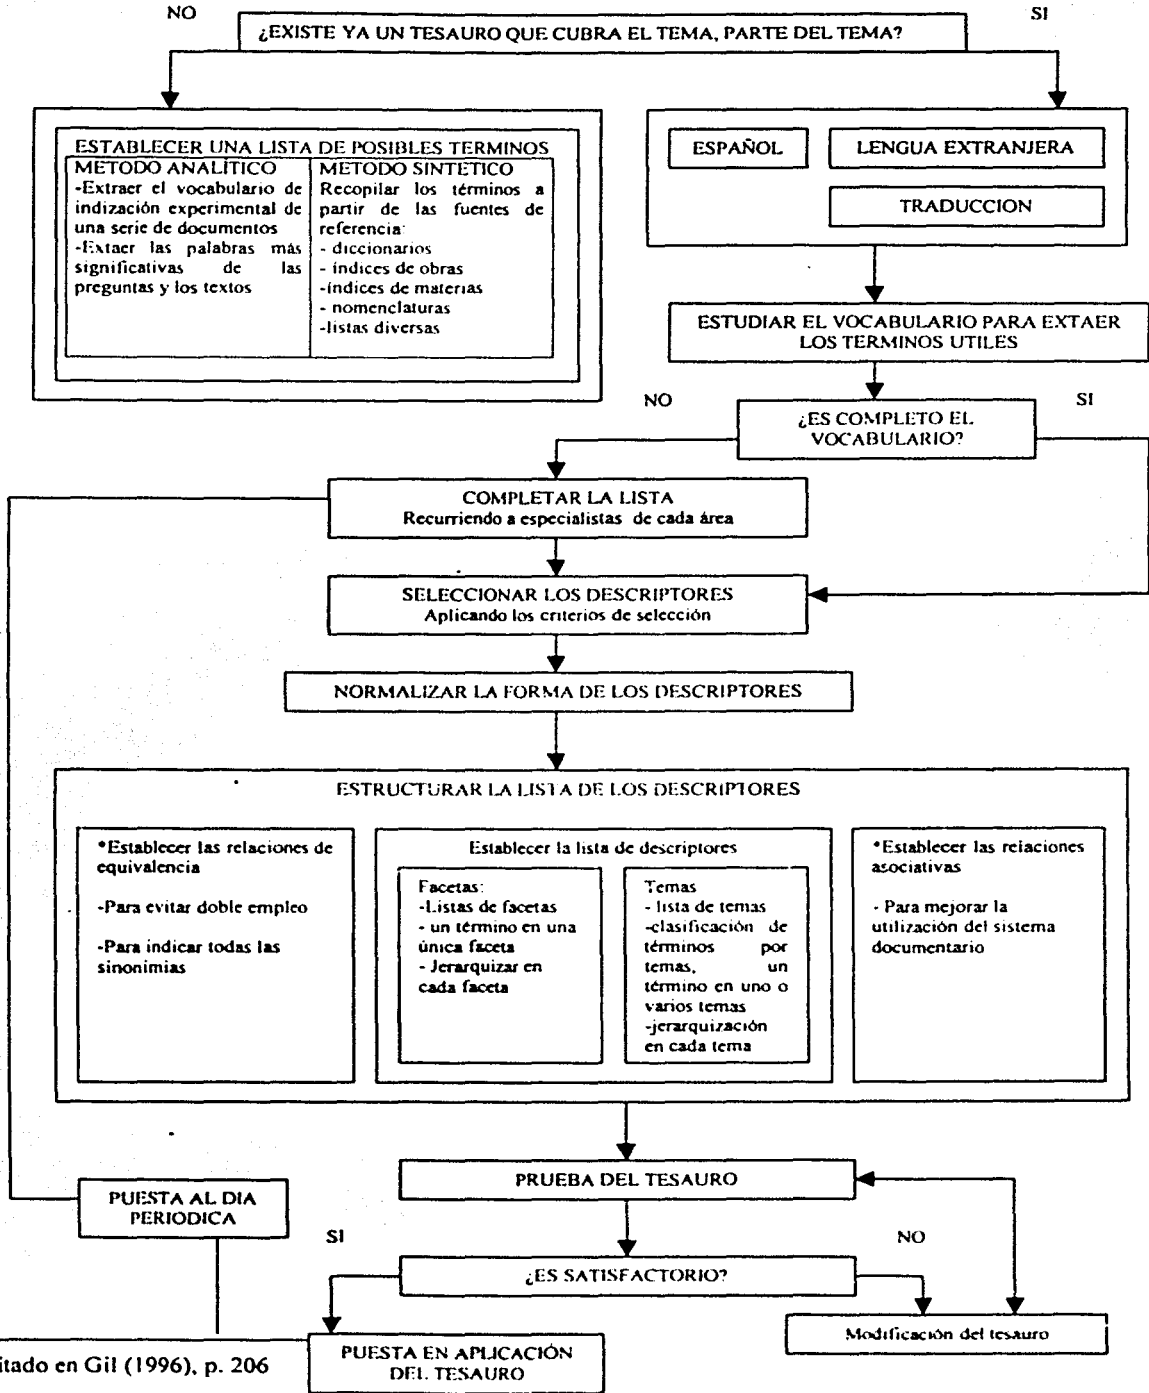 NO
SI
¿EXISTE YA UN TESAURO QUE CUBRA EL TEMA, PARTE DEL TEMA?
ESTABLECER UNA LISTA DE POSIBLES TERMINOS
METODO ANALÍTICO
-Extraer el vocabulario de
indización experimental de
una serie de documentos
-Extaer las palabras más
significativas de las
preguntas y los textos
METODO SINTETICO
Recopilar los términos a
partir de las fuentes de
referencia:
- diccionarios
- índices de obras
-índices de materias
- nomenclaturas
-listas diversas
ESPAÑOL
LENGUA EXTRANJERA
TRADUCCION
ESTUDIAR EL VOCABULARIO PARA EXTAER
LOS TERMINOS UTILES
NO
SI
¿ES COMPLETO EL
VOCABULARIO?
COMPLETAR LA LISTA
Recurriendo a especialistas de cada área
SELECCIONAR LOS DESCRIPTORES
Aplicando los criterios de selección
NORMALIZAR LA FORMA DE LOS DESCRIPTORES
ESTRUCTURAR LA LISTA DE LOS DESCRIPTORES
*Establecer las relaciones de
equivalencia
-Para evitar doble empleo
-Para indicar todas las
sinonimias
Establecer la lista de descriptores
Facetas:
-Listas de facetas
- un término en una
única faceta
- Jerarquizar en
cada faceta
Temas
- lista de temas
-clasificación de
términos por
temas, un
término en uno o
varios temas
-jerarquización
en cada tema
*Establecer las relaciones
asociativas
- Para mejorar la
utilización del sistema
documentario
PRUEBA DEL TESAURO
PUESTA AL DIA
PERIODICA
SI
NO
¿ES SATISFACTORIO?
Modificación del tesauro
PUESTA EN APLICACIÓN
DEL TESAURO
itado en Gil (1996), p. 206